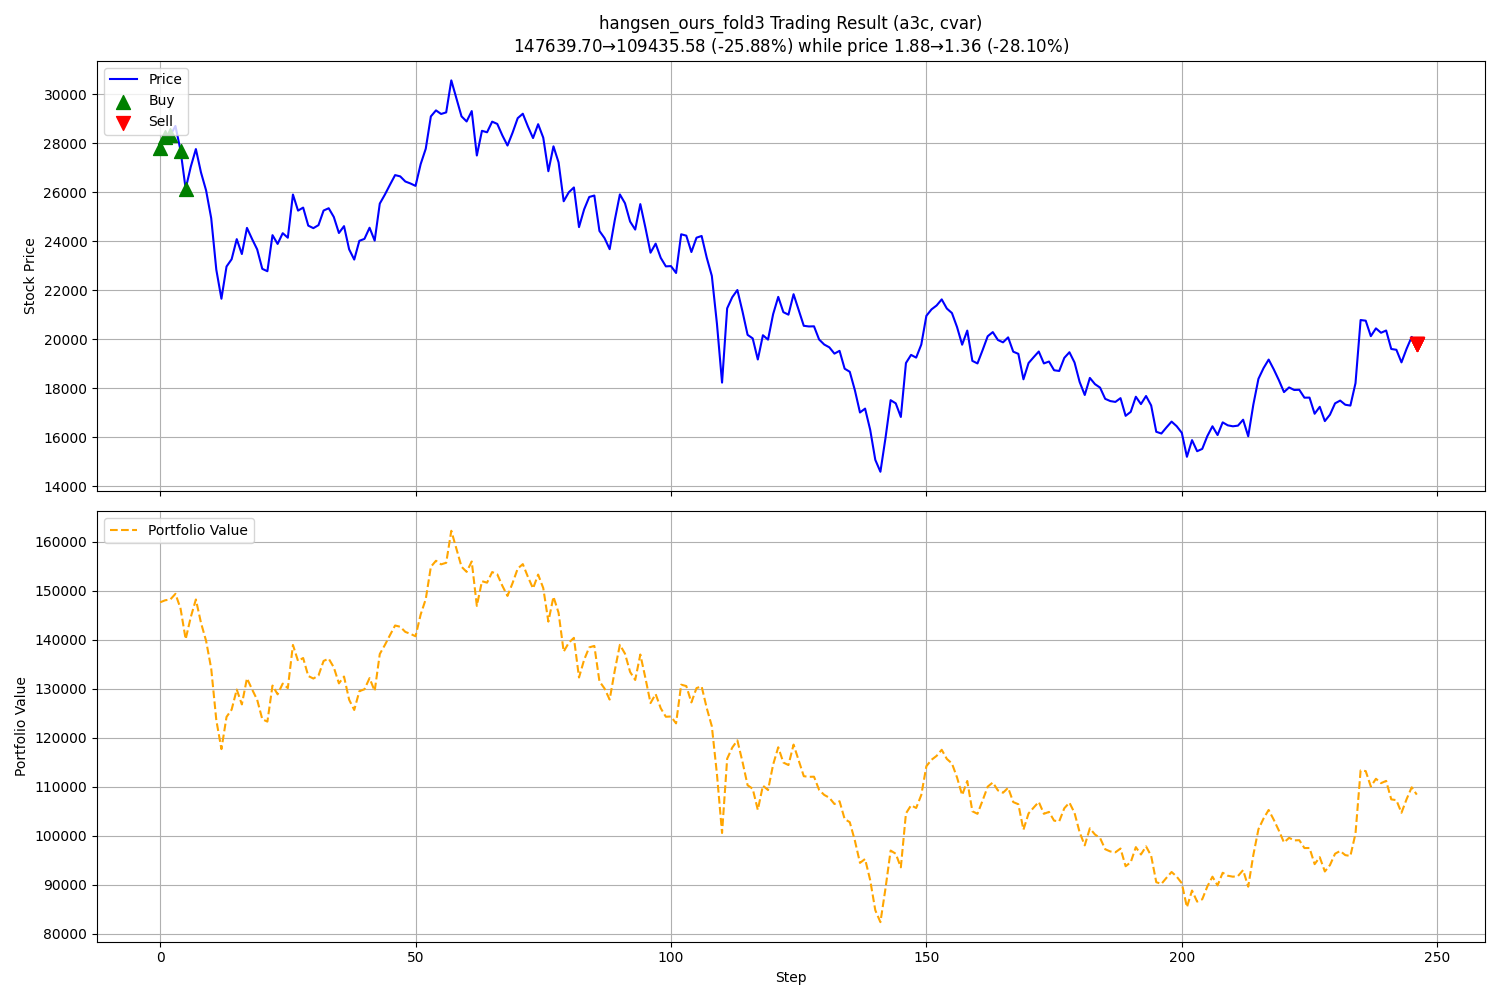 hangsen_ours_fold3 Trading Result (a3c, cvar)
147639.70→109435.58 (-25.88%) while price 1.88→1.36 (-28.10%)
Price
Buy
Sell
Stock Price
30000
28000
26000
24000
22000
20000
18000
16000
14000
Portfolio Value
Portfolio Value
160000
150000
140000
130000
120000
110000
100000
90000
80000
0
50
100
150
200
250
Step